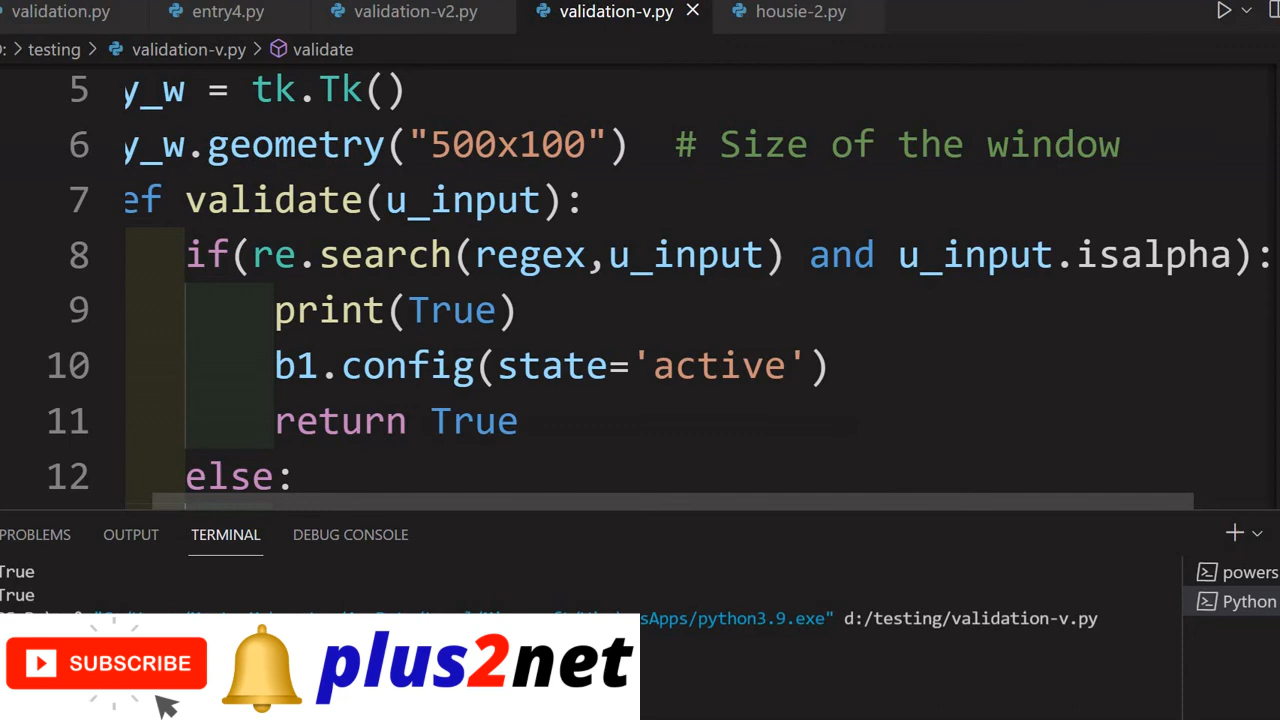 validation.py entry4.py validation-v2.py validation-v.py housie-2.py
: > testing > validation-v.py > validate
5 y_w = tk.Tk()
6 y_w.geometry("500x100") # Size of the window
7 ef validate(u_input):
8 if(re.search(regex,u_input) and u_input.isalpha):
9 print(True)
10 b1.config(state='active')
11 return True
12 else:
PROBLEMS OUTPUT TERMINAL DEBUG CONSOLE
True
True
sApps/python3.9.exe" d:/testing/validation-v.py
powers
Python
SUBSCRIBE
plus2net